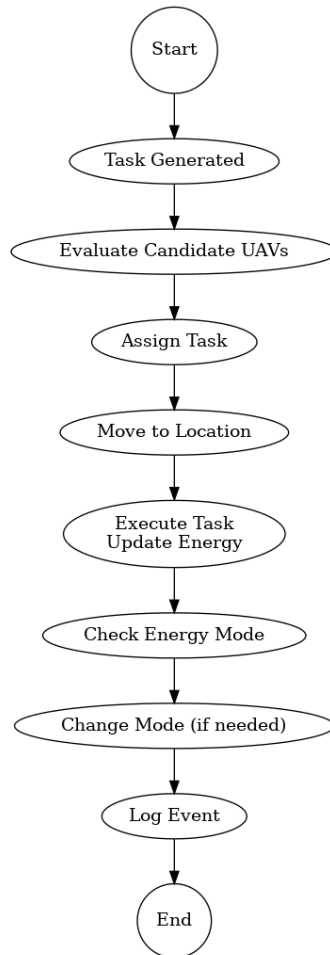 Start
Task Generated
Evaluate Candidate UAVs
Assign Task
Move to Location
Execute Task
Update Energy
Check Energy Mode
Change Mode (if needed)
Log Event
End